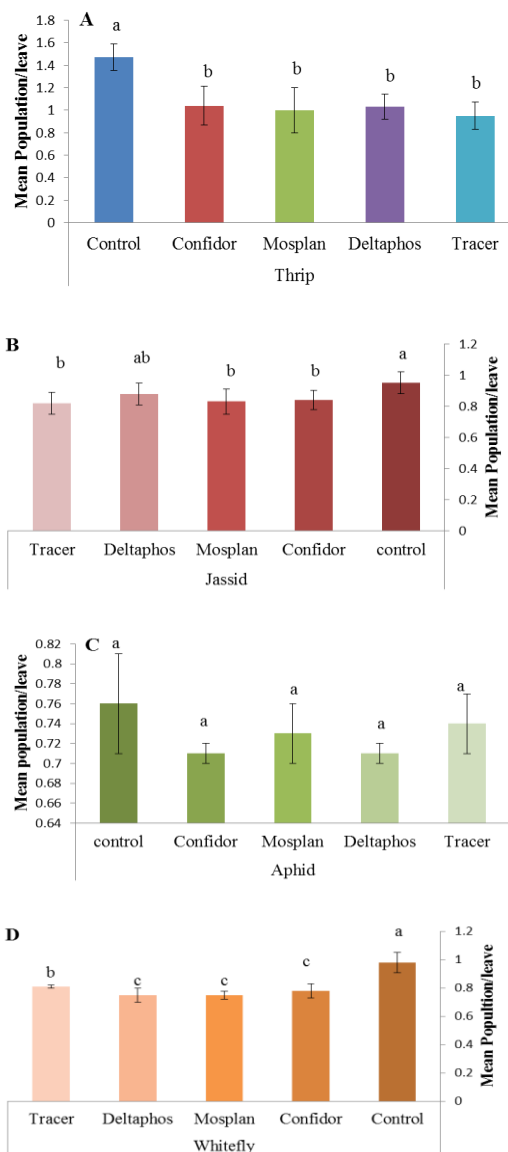 A
Mean Population/leave
1.8
1.6
1.4
1.2
1
0.8
0.6
0.4
0.2
0
a
b
b
b
b
Control Confidor Mosplan Deltaphos Tracer
Thrip
B
b
ab
b
b
a
1.2
1
0.8
0.6
0.4
0.2
0
Mean Population/leave
Tracer Deltaphos Mosplan Confidor control
Jassid
C
Mean population/leave
0.82
0.8
0.78
0.76
0.74
0.72
0.7
0.68
0.66
0.64
a
a
a
a
a
control Confidor Mosplan Deltaphos Tracer
Aphid
D
b
c
c
c
a
1.2
1
0.8
0.6
0.4
0.2
0
Mean Popultion/leave
Tracer Deltaphos Mosplan Confidor Control
Whitefly